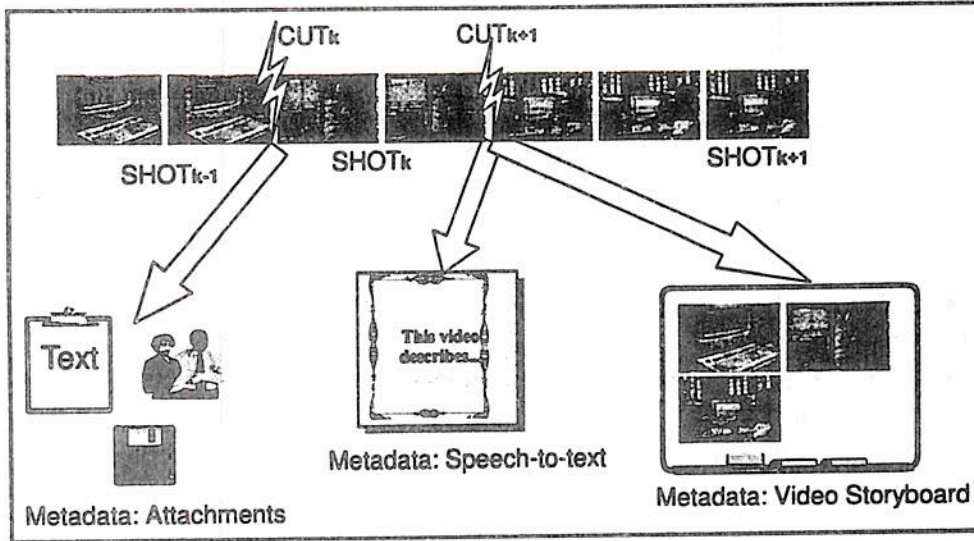 CUTk
CUTk+1
SHOTk-1
SHOTk
SHOTk+1
Text
This video
describes...
Metadata: Speech-to-text
Metadata: Video Storyboard
Metadata: Attachments